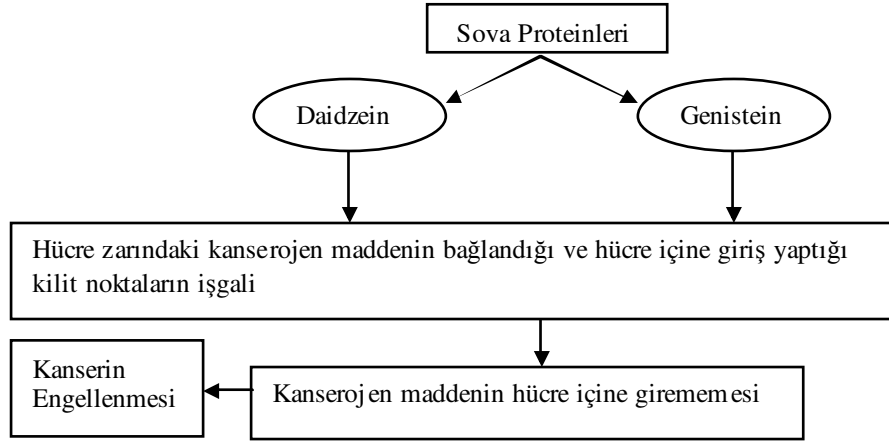 Sova Proteinleri
Daidzein
Genistein
Hücre zarındaki kanserojen maddenin bağlandığı ve hücre içine giriş yaptığı
kilit noktaların işgali
Kanserin
Engellenmesi
Kanserojen maddenin hücre içine girememesi